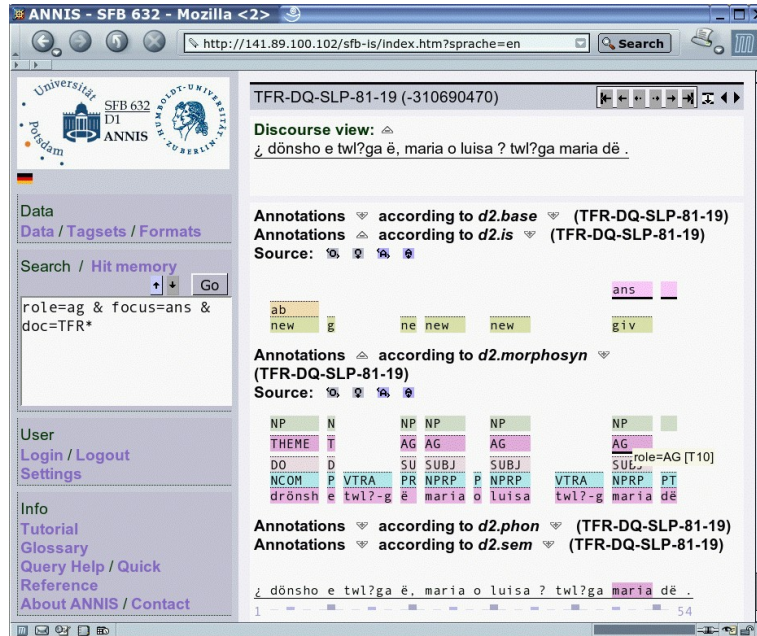 ANNIS - SFB 632 - Mozilla <2>
http://141.89.100.102/sfb-is/index.htm?sprache=en
Search
Universität Potsdam
HUMBOLDT-UNIVERSITÄT ZU BERLIN
SFB 632
D1
ANNIS
Data
Data / Tagsets / Formats
Search / Hit memory
Go
role=ag & focus=ans &
doc=TFR*
User
Login / Logout
Settings
Info
Tutorial
Glossary
Query Help / Quick
Reference
About ANNIS / Contact
TFR-DQ-SLP-81-19 (-310690470)
Discourse view:
¿ dönsho e twl?ga ë, maria o luisa ? twl?ga maria dë .
Annotations according to d2.base (TFR-DQ-SLP-81-19)
Annotations according to d2.is (TFR-DQ-SLP-81-19)
Source:
ans
ab
new g ne new new giv
Annotations according to d2.morphosyn
(TFR-DQ-SLP-81-19)
Source:
NP N NP NP NP NP
THEME T AG AG AG AG
role=AG [T10]
DO D SU SUBJ SUBJ SUBJ
NCOM P VTRA PR NPRP P NPRP VTRA NPRP PT
drönsh e twl?-g ë maria o luisa twl?-g maria dë
Annotations according to d2.phon (TFR-DQ-SLP-81-19)
Annotations according to d2.sem (TFR-DQ-SLP-81-19)
¿ dönsho e twl?ga ë, maria o luisa ? twl?ga maria dë .
1 54